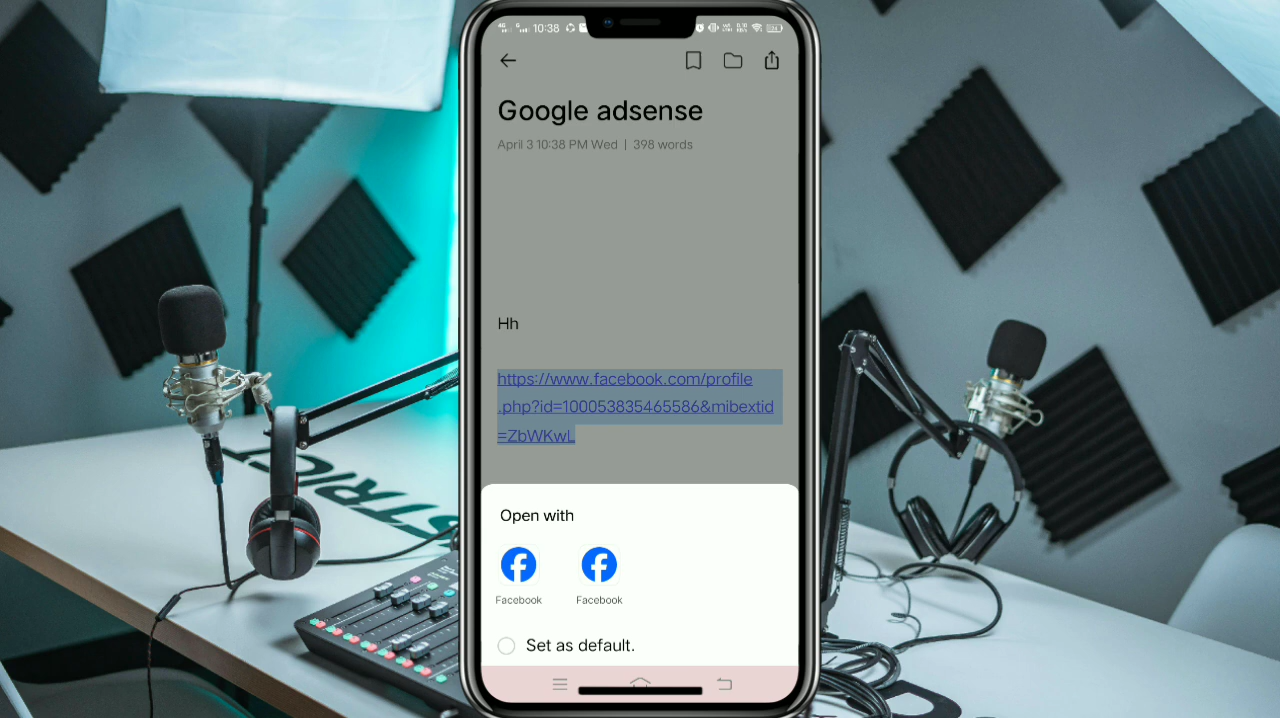 10:38
Google adsense
April 3 10:38 PM Wed | 398 words
Hh
https://www.facebook.com/profile
.php?id=100053835465586&mibextid
=ZbWKwL
Open with
Facebook Facebook
Set as default.
STRICT